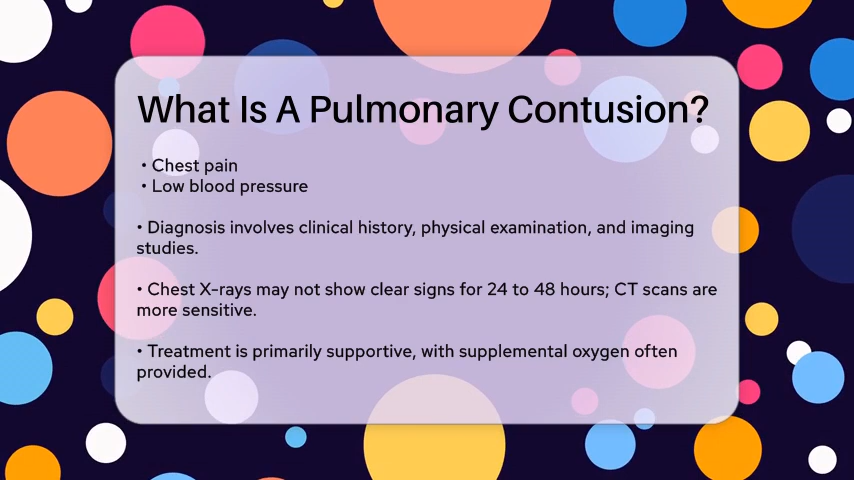 What Is A Pulmonary Contusion?
• Chest pain
• Low blood pressure
• Diagnosis involves clinical history, physical examination, and imaging
studies.
• Chest X-rays may not show clear signs for 24 to 48 hours; CT scans are
more sensitive.
• Treatment is primarily supportive, with supplemental oxygen often
provided.